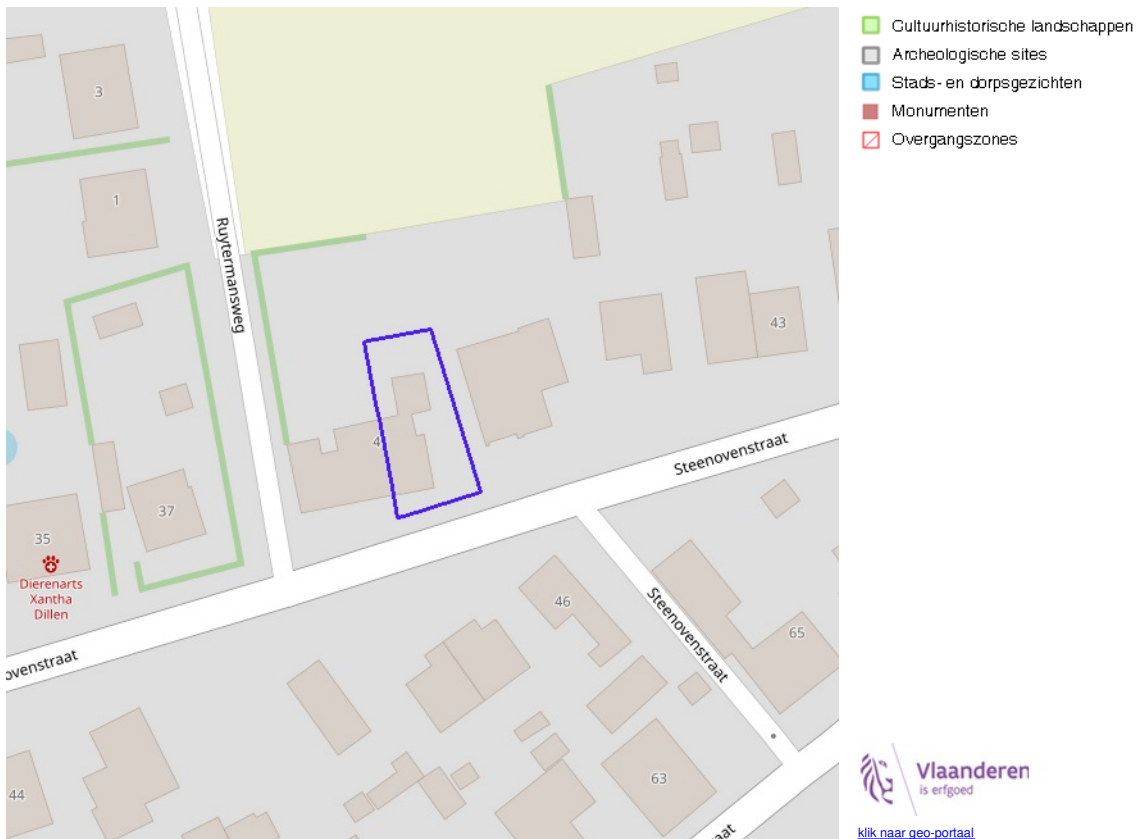 3
1
Ruytermansweg
43
4
Steenovenstraat
37
35
Dierenarts
Xantha
Dillen
46
Steenovenstraat
65
ovenstraat
63
44
aat
Cultuurhistorische landschappen
Archeologische sites
Stads- en dorpsgezichten
Monumenten
Overgangszones
Vlaanderen
is erfgoed
klik naar geo-portaal